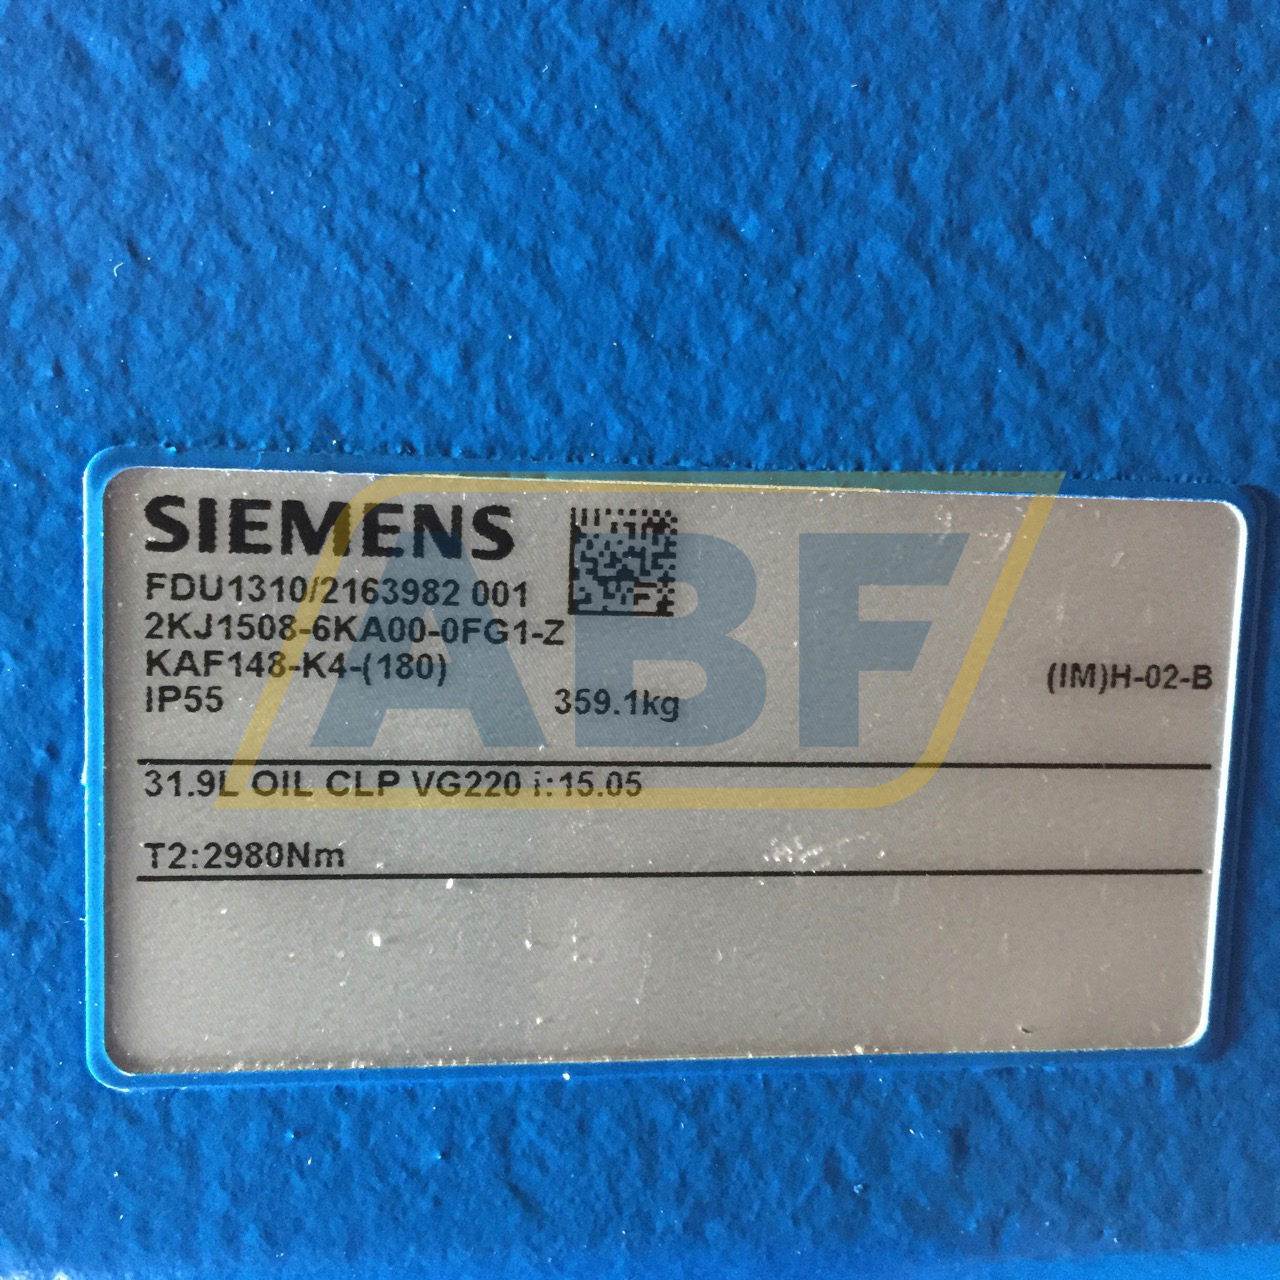 SIEMENS
FDU1310/2163982 001
2KJ1508-6KA00-0FG1-Z
KAF148-K4-(180)
(IM)H-02-B
IP55 359.1kg
31.9L OIL CLP VG220 i:15.05
T2:2980Nm
ABF